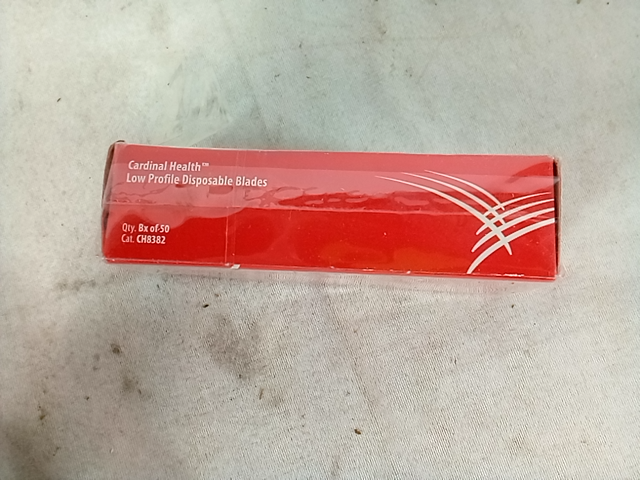 Cardinal Health™
Low Profile Disposable Blades
Qty. Bx of 50
Cat. CH8382